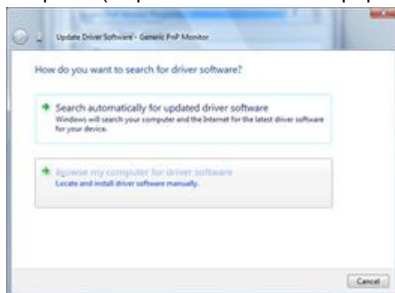 Update Driver Software - Generic PnP Monitor
How do you want to search for driver software?
Search automatically for updated driver software
Windows will search your computer and the Internet for the latest driver software
for your device.
Browse my computer for driver software
Locate and install driver software manually.
Cancel